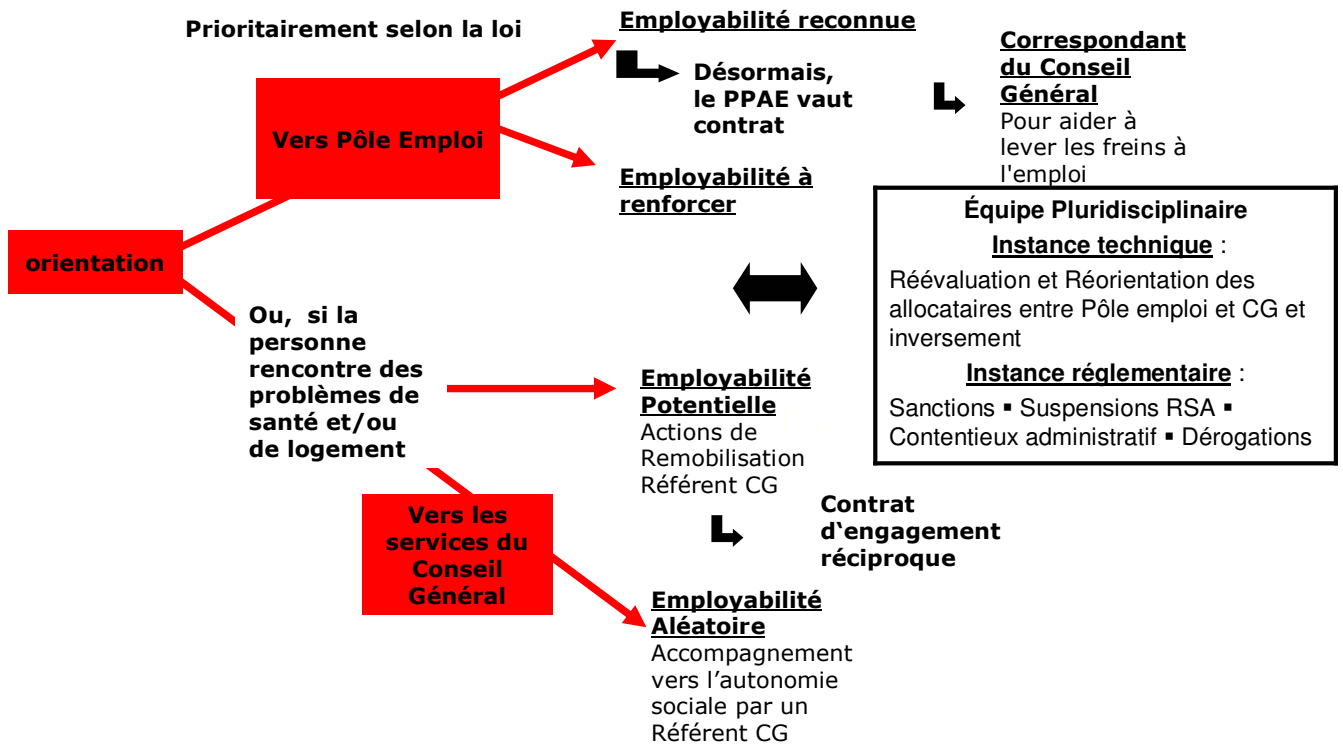 Prioritairement selon la loi
Employabilité reconnue
Désormais,
le PPAE vaut
contrat
Correspondant
du Conseil
Général
Pour aider à
lever les freins à
l'emploi
Vers Pôle Emploi
Employabilité à
renforcer
orientation
Équipe Pluridisciplinaire
Instance technique :
Réévaluation et Réorientation des
allocataires entre Pôle emploi et CG et
inversement
Instance réglementaire :
Sanctions ▪ Suspensions RSA ▪
Contentieux administratif ▪ Dérogations
Ou, si la
personne
rencontre des
problèmes de
santé et/ou
de logement
Employabilité
Potentielle
Actions de
Remobilisation
Référent CG
Contrat
d'engagement
réciproque
Vers les
services du
Conseil
Général
Employabilité
Aléatoire
Accompagnement
vers l'autonomie
sociale par un
Référent CG